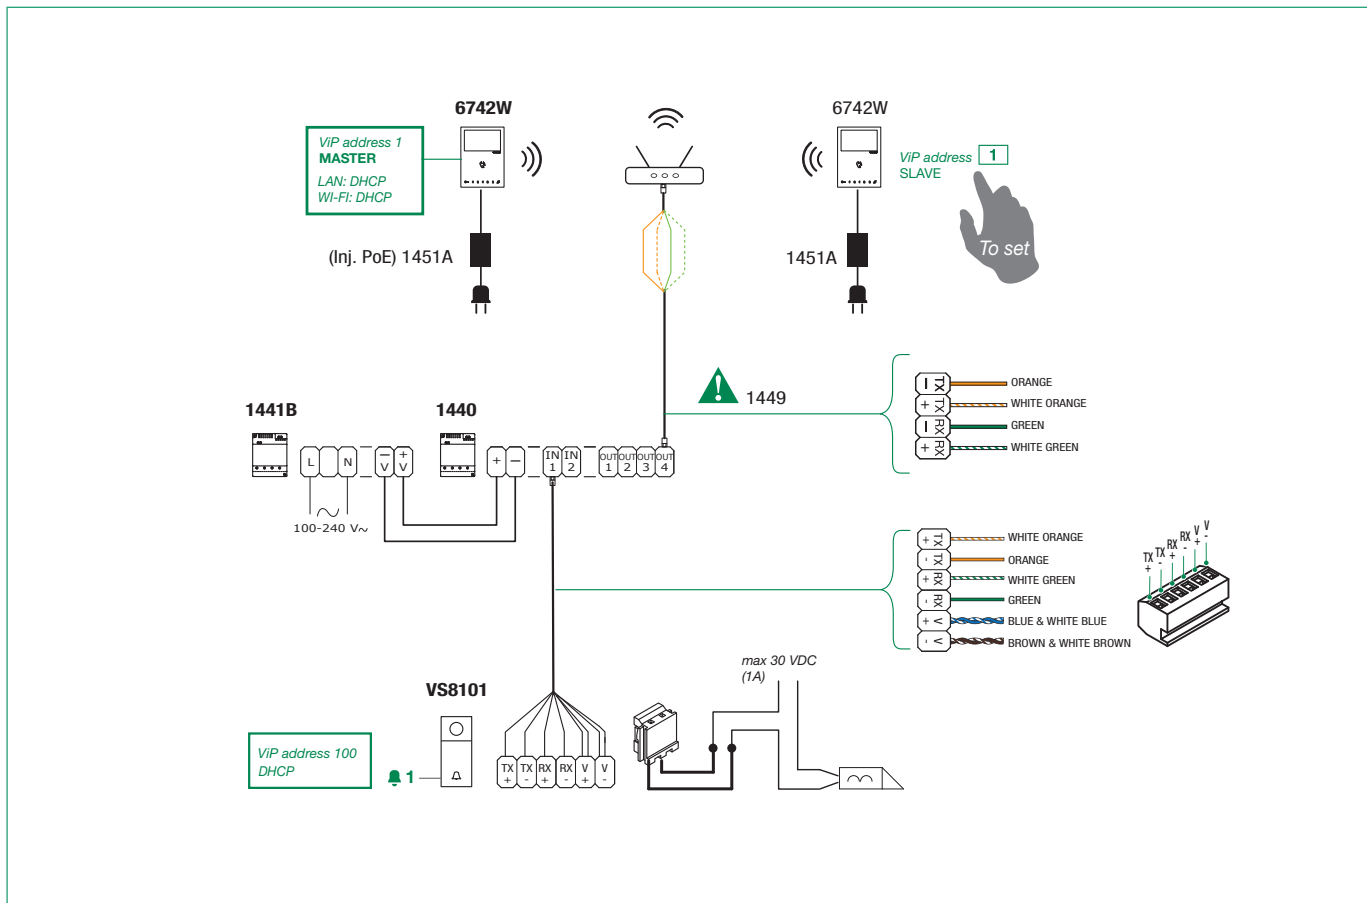 6742W
6742W
ViP address 1
MASTER
LAN: DHCP
WI-FI: DHCP
ViP address 1
SLAVE
To set
(Inj. PoE) 1451A
1451A
1449
TX − ORANGE
TX + WHITE ORANGE
RX − GREEN
RX + WHITE GREEN
1441B
1440
L N
− V
+ V
+ −
IN 1
IN 2
OUT 1
OUT 2
OUT 3
OUT 4
100-240 V~
TX + WHITE ORANGE
TX - ORANGE
RX + WHITE GREEN
RX - GREEN
V + BLUE & WHITE BLUE
V - BROWN & WHITE BROWN
TX +
TX -
RX +
RX -
V +
V -
max 30 VDC
(1A)
VS8101
ViP address 100
DHCP
1
TX +
TX -
RX +
RX -
V +
V -